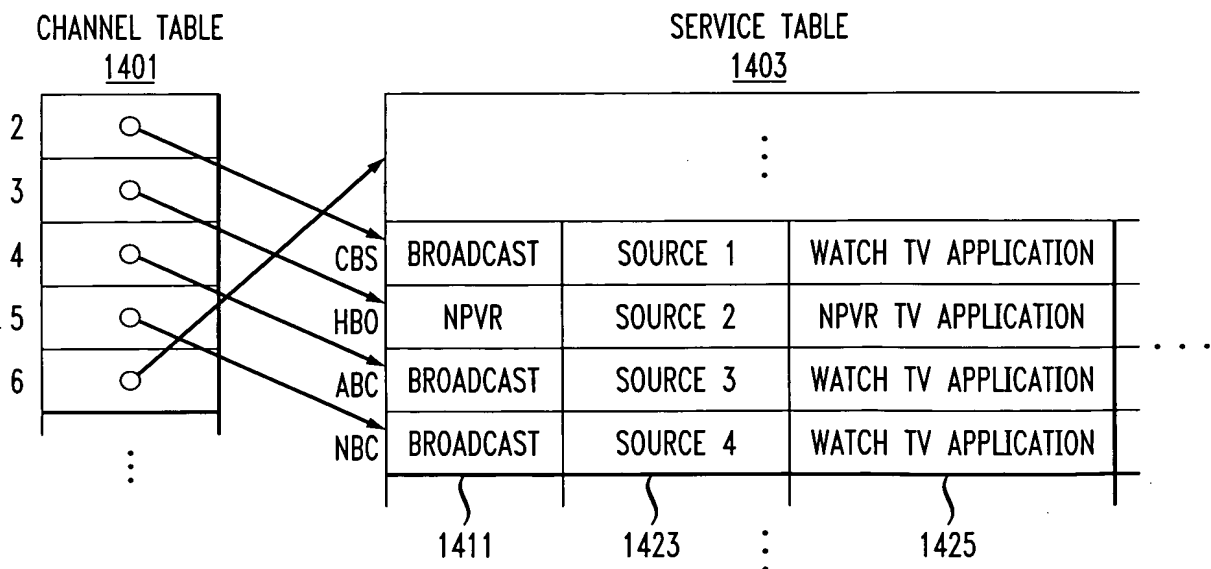 CHANNEL TABLE
1401
SERVICE TABLE
1403
2
3
4
5
6
CBS BROADCAST SOURCE 1 WATCH TV APPLICATION
HBO NPVR SOURCE 2 NPVR TV APPLICATION
ABC BROADCAST SOURCE 3 WATCH TV APPLICATION
NBC BROADCAST SOURCE 4 WATCH TV APPLICATION
1411 1423 1425